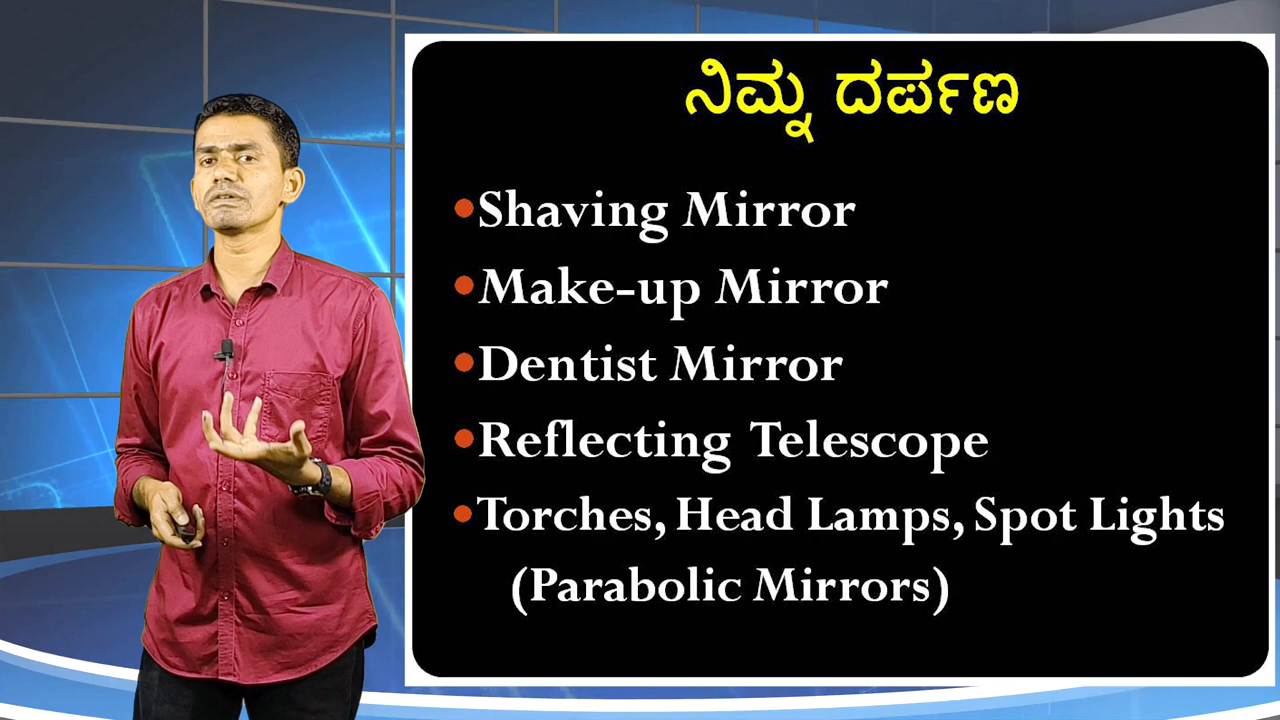 ನಿಮ್ನ ದರ್ಪಣ
•Shaving Mirror
•Make-up Mirror
•Dentist Mirror
•Reflecting Telescope
•Torches, Head Lamps, Spot Lights
(Parabolic Mirrors)